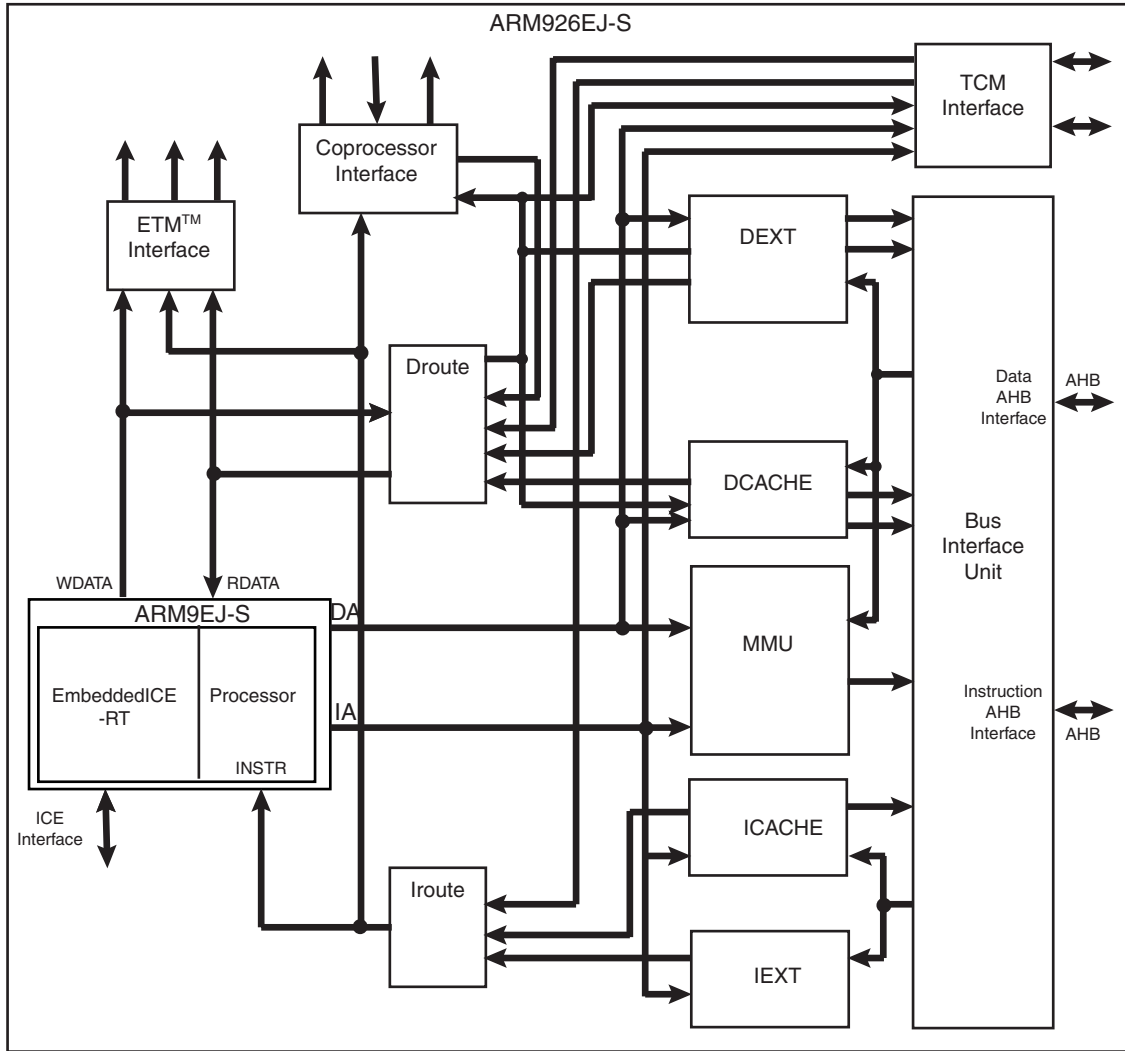 ARM926EJ-S
TCM
Interface
Coprocessor
Interface
ETM™
Interface
DEXT
Droute
Data
AHB
Interface
AHB
DCACHE
Bus
Interface
Unit
WDATA
RDATA
ARM9EJ-S
DA
MMU
EmbeddedICE
-RT
Processor
IA
Instruction
AHB
Interface
AHB
INSTR
ICE
Interface
ICACHE
Iroute
IEXT